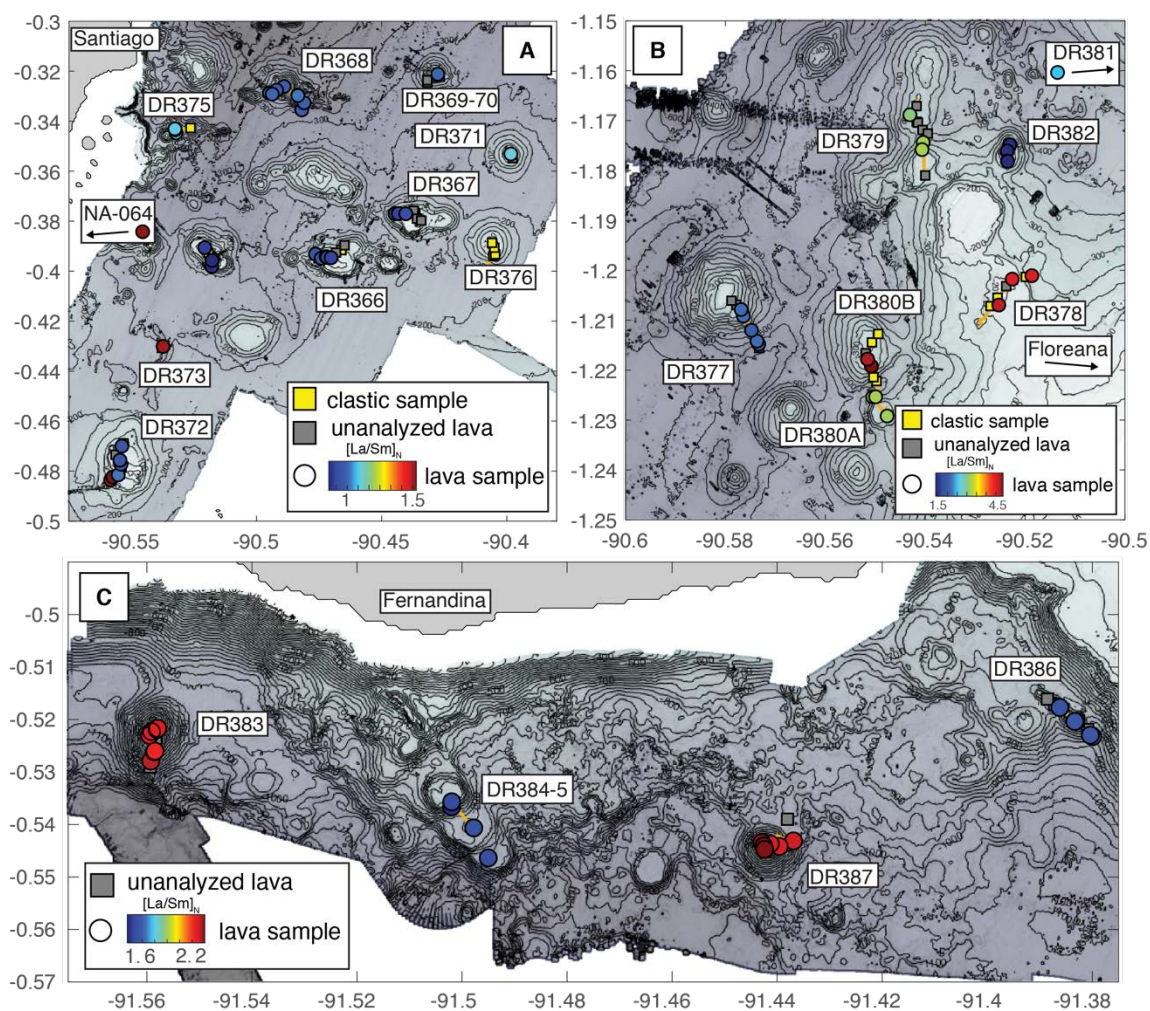 A
Santiago
DR368
DR375
DR369-70
DR371
DR367
NA-064
DR366
DR376
DR373
DR372
clastic sample
unanalyzed lava
[La/Sm]N
lava sample
1
1.5
-0.3
-0.32
-0.34
-0.36
-0.38
-0.4
-0.42
-0.44
-0.46
-0.48
-0.5
-90.55
-90.5
-90.45
-90.4
B
DR381
DR379
DR382
DR380B
DR378
DR377
Floreana
DR380A
clastic sample
unanalyzed lava
[La/Sm]N
lava sample
1.5
4.5
-1.15
-1.16
-1.17
-1.18
-1.19
-1.2
-1.21
-1.22
-1.23
-1.24
-1.25
-90.6
-90.58
-90.56
-90.54
-90.52
-90.5
C
Fernandina
DR386
DR383
DR384-5
DR387
unanalyzed lava
[La/Sm]N
lava sample
1.6
2.2
-0.5
-0.51
-0.52
-0.53
-0.54
-0.55
-0.56
-0.57
-91.56
-91.54
-91.52
-91.5
-91.48
-91.46
-91.44
-91.42
-91.4
-91.38